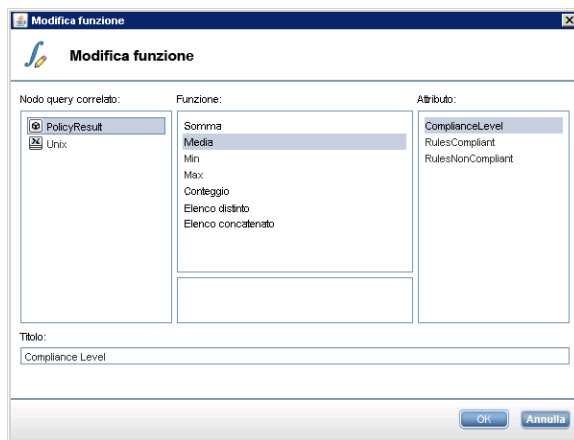 Modifica funzione
Modifica funzione
Nodo query correlato:
PolicyResult
Unix
Funzione:
Somma
Media
Min
Max
Conteggio
Elenco distinto
Elenco concatenato
Attributo:
ComplianceLevel
RulesCompliant
RulesNonCompliant
Titolo:
Compliance Level
OK
Annulla